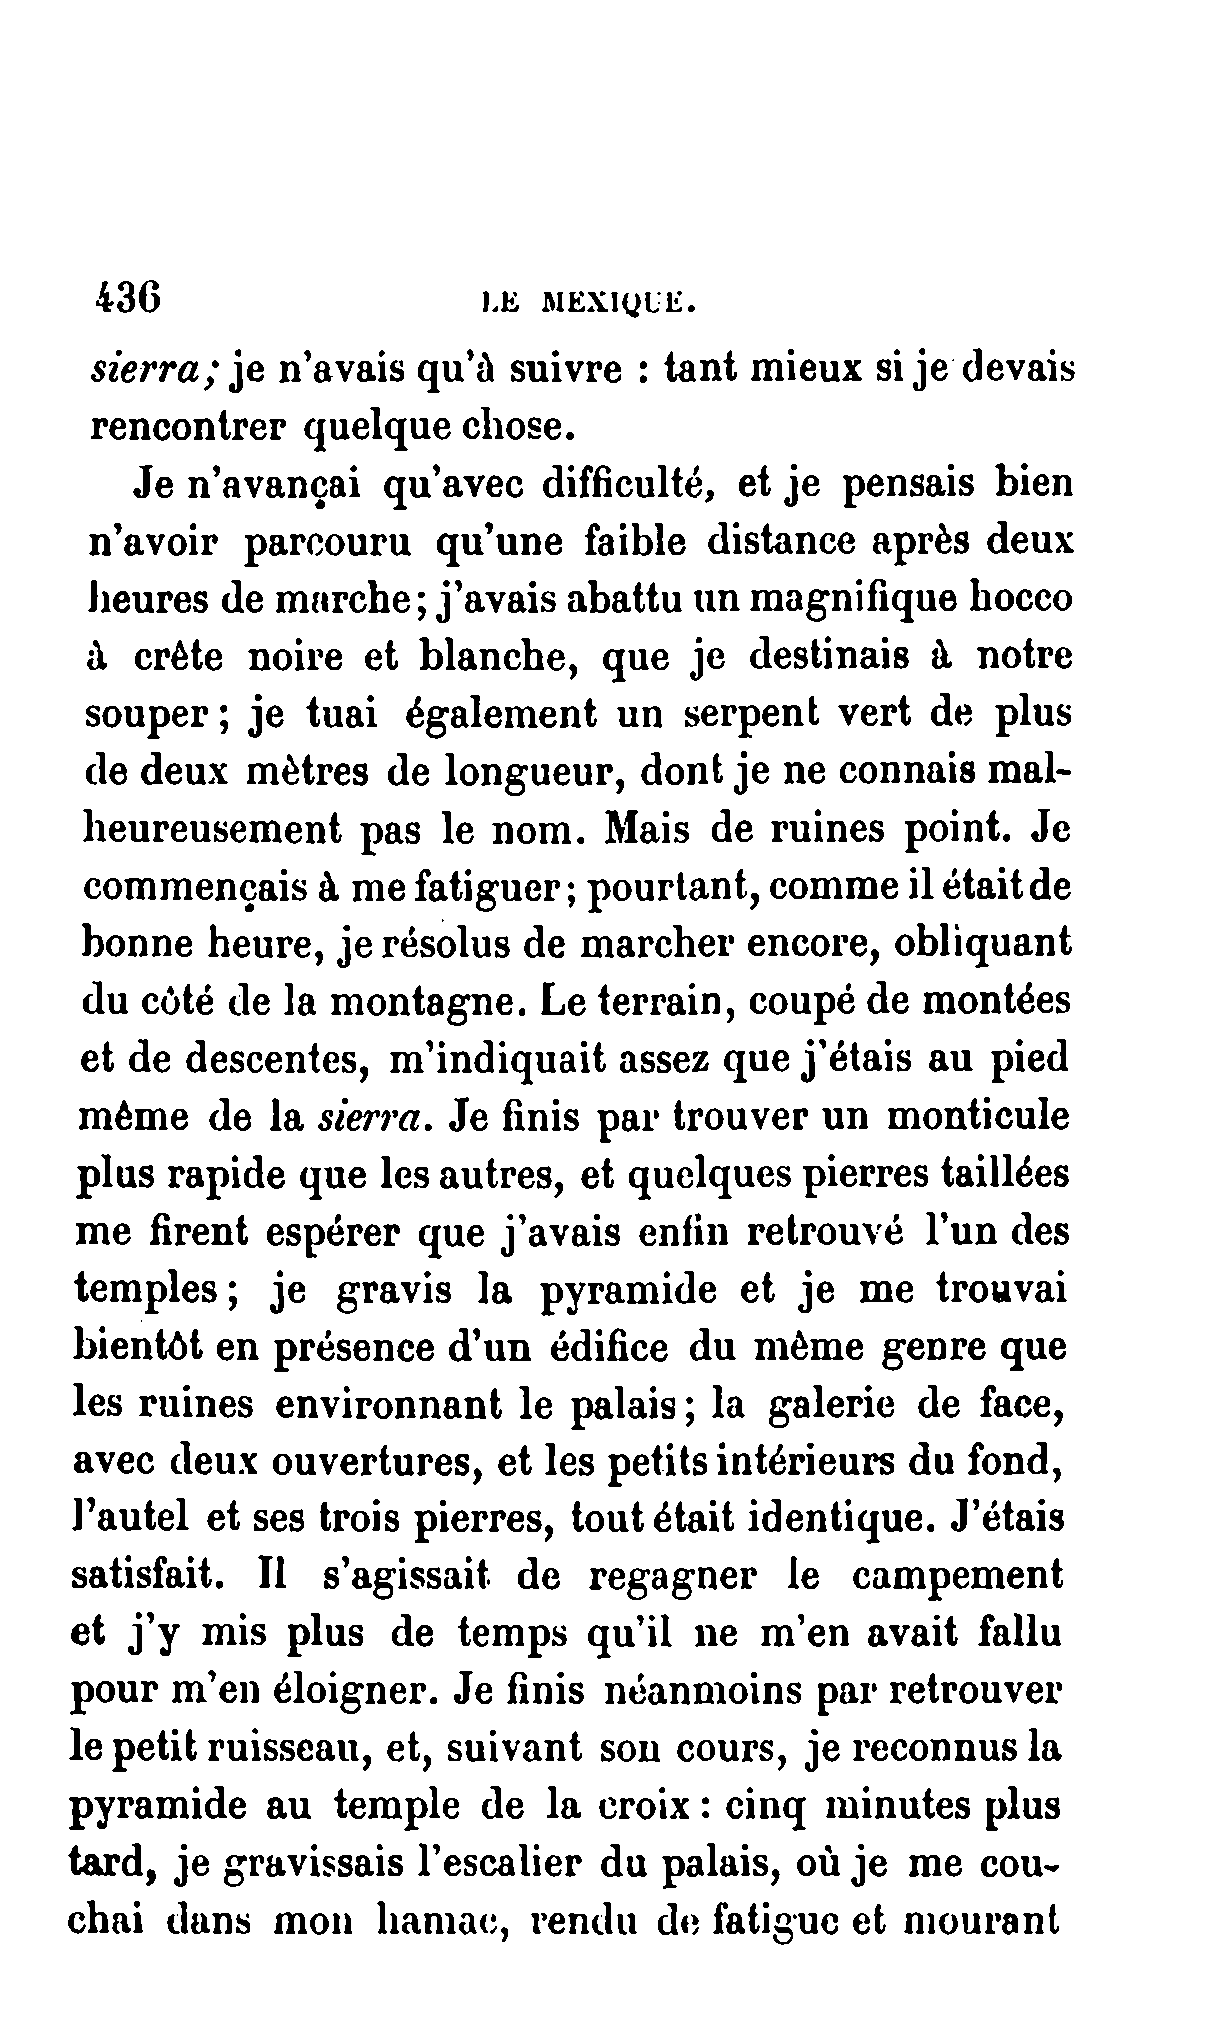 436 LE MEXIQUE.
sierra; je n'avais qu'à suivre : tant mieux si je devais
rencontrer quelque chose.
Je n'avançai qu'avec difficulté, et je pensais bien
n'avoir parcouru qu'une faible distance après deux
heures de marche; j'avais abattu un magnifique hocco
à crête noire et blanche, que je destinais à notre
souper; je tuai également un serpent vert de plus
de deux mètres de longueur, dont je ne connais mal-
heureusement pas le nom. Mais de ruines point. Je
commençais à me fatiguer; pourtant, comme il était de
bonne heure, je résolus de marcher encore, obliquant
du côté de la montagne. Le terrain, coupé de montées
et de descentes, m'indiquait assez que j'étais au pied
même de la sierra. Je finis par trouver un monticule
plus rapide que les autres, et quelques pierres taillées
me firent espérer que j'avais enfin retrouvé l'un des
temples; je gravis la pyramide et je me trouvai
bientôt en présence d'un édifice du même genre que
les ruines environnant le palais; la galerie de face,
avec deux ouvertures, et les petits intérieurs du fond,
l'autel et ses trois pierres, tout était identique. J'étais
satisfait. Il s'agissait de regagner le campement
et j'y mis plus de temps qu'il ne m'en avait fallu
pour m'en éloigner. Je finis néanmoins par retrouver
le petit ruisseau, et, suivant son cours, je reconnus la
pyramide au temple de la croix : cinq minutes plus
tard, je gravissais l'escalier du palais, où je me cou-
chai dans mon hamac, rendu de fatigue et mourant